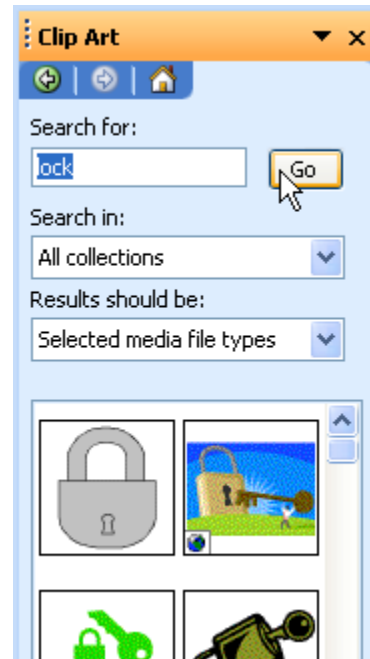 Clip Art
Search for:
lock
Go
Search in:
All collections
Results should be:
Selected media file types